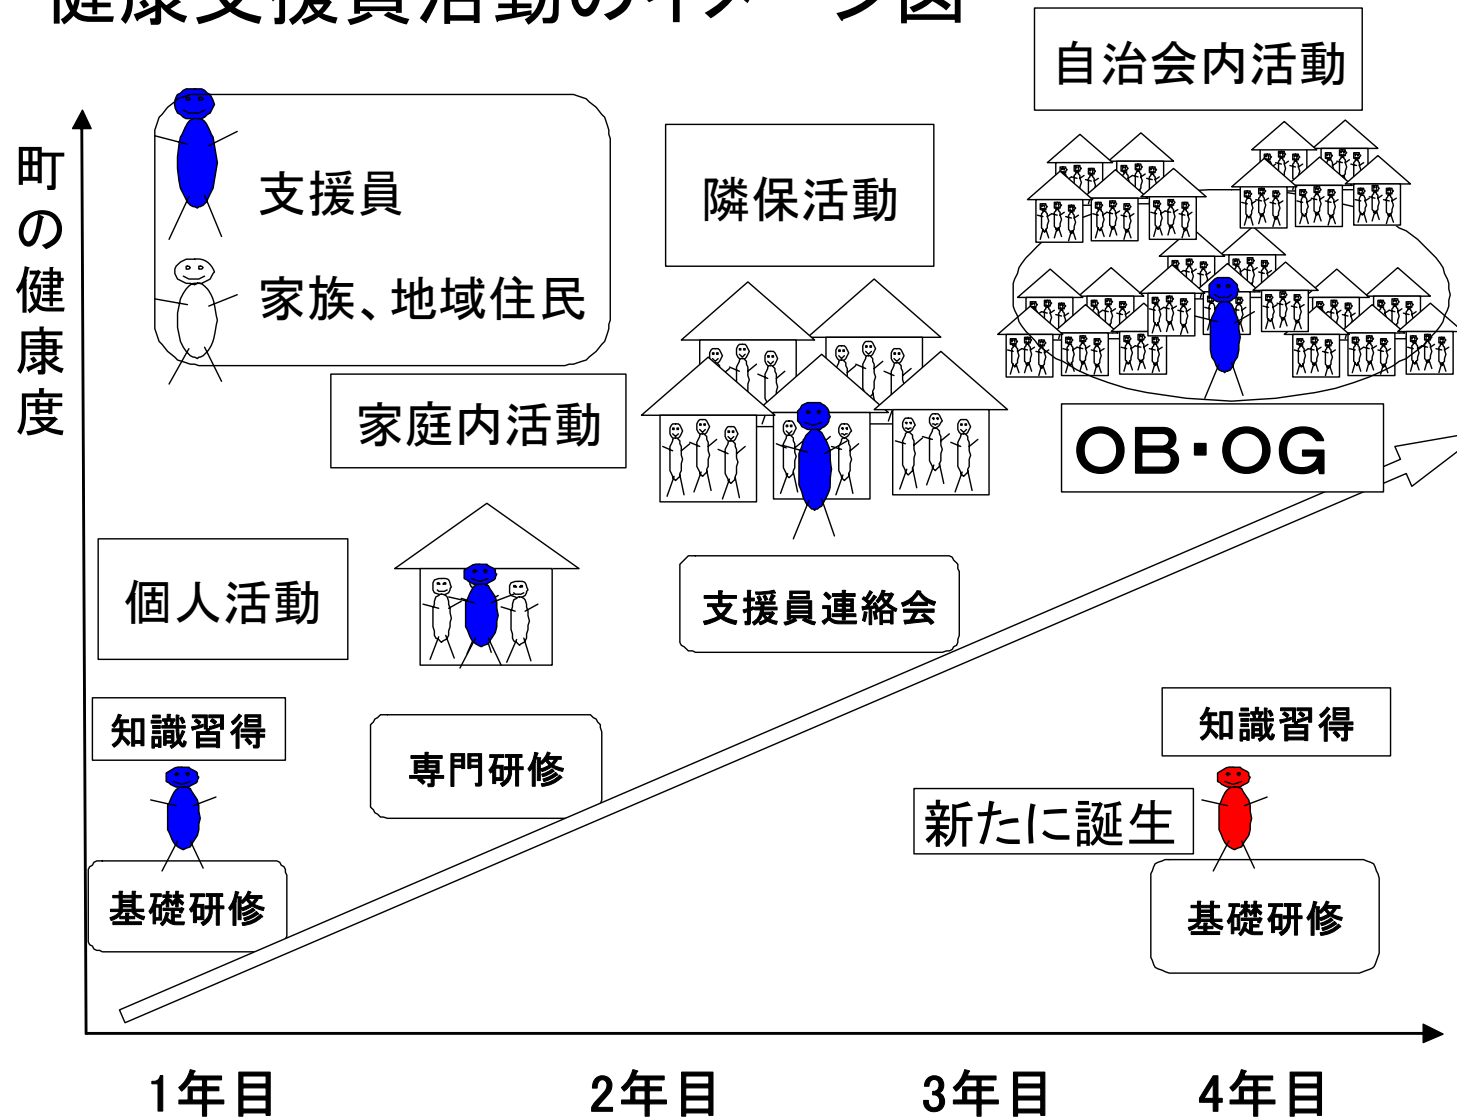 健康支援員活動のイメージ図
自治会内活動
町の健康度
支援員
隣保活動
家族、地域住民
家庭内活動
OB・OG
個人活動
支援員連絡会
知識習得
専門研修
知識習得
新たに誕生
基礎研修
基礎研修
1年目
2年目
3年目
4年目